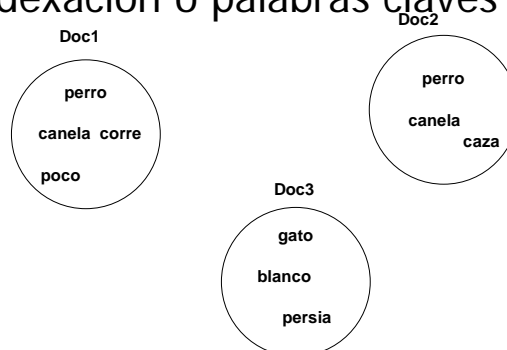 dexación o palabras claves
Doc1
perro
canela corre
poco
Doc2
perro
canela
caza
Doc3
gato
blanco
persia